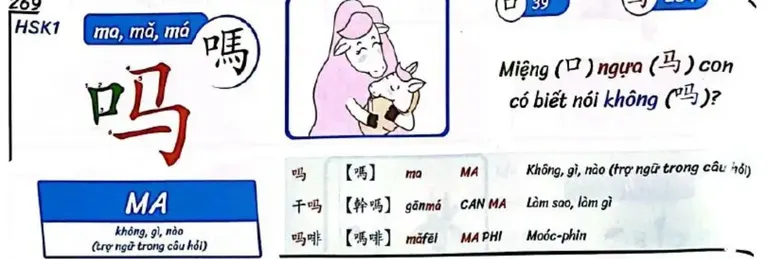 269
HSK1
ma, mǎ, má
嗎
吗
MA
không, gì, nào
(trợ ngữ trong câu hỏi)
口 39
Miệng (口) ngựa (马) con
có biết nói không (吗)?
吗 【嗎】 ma MA Không, gì, nào (trợ ngữ trong câu hỏi)
干吗 【幹嗎】 gānmá CAN MA Làm sao, làm gì
吗啡 【嗎啡】 mǎfēi MA PHI Moóc-phin